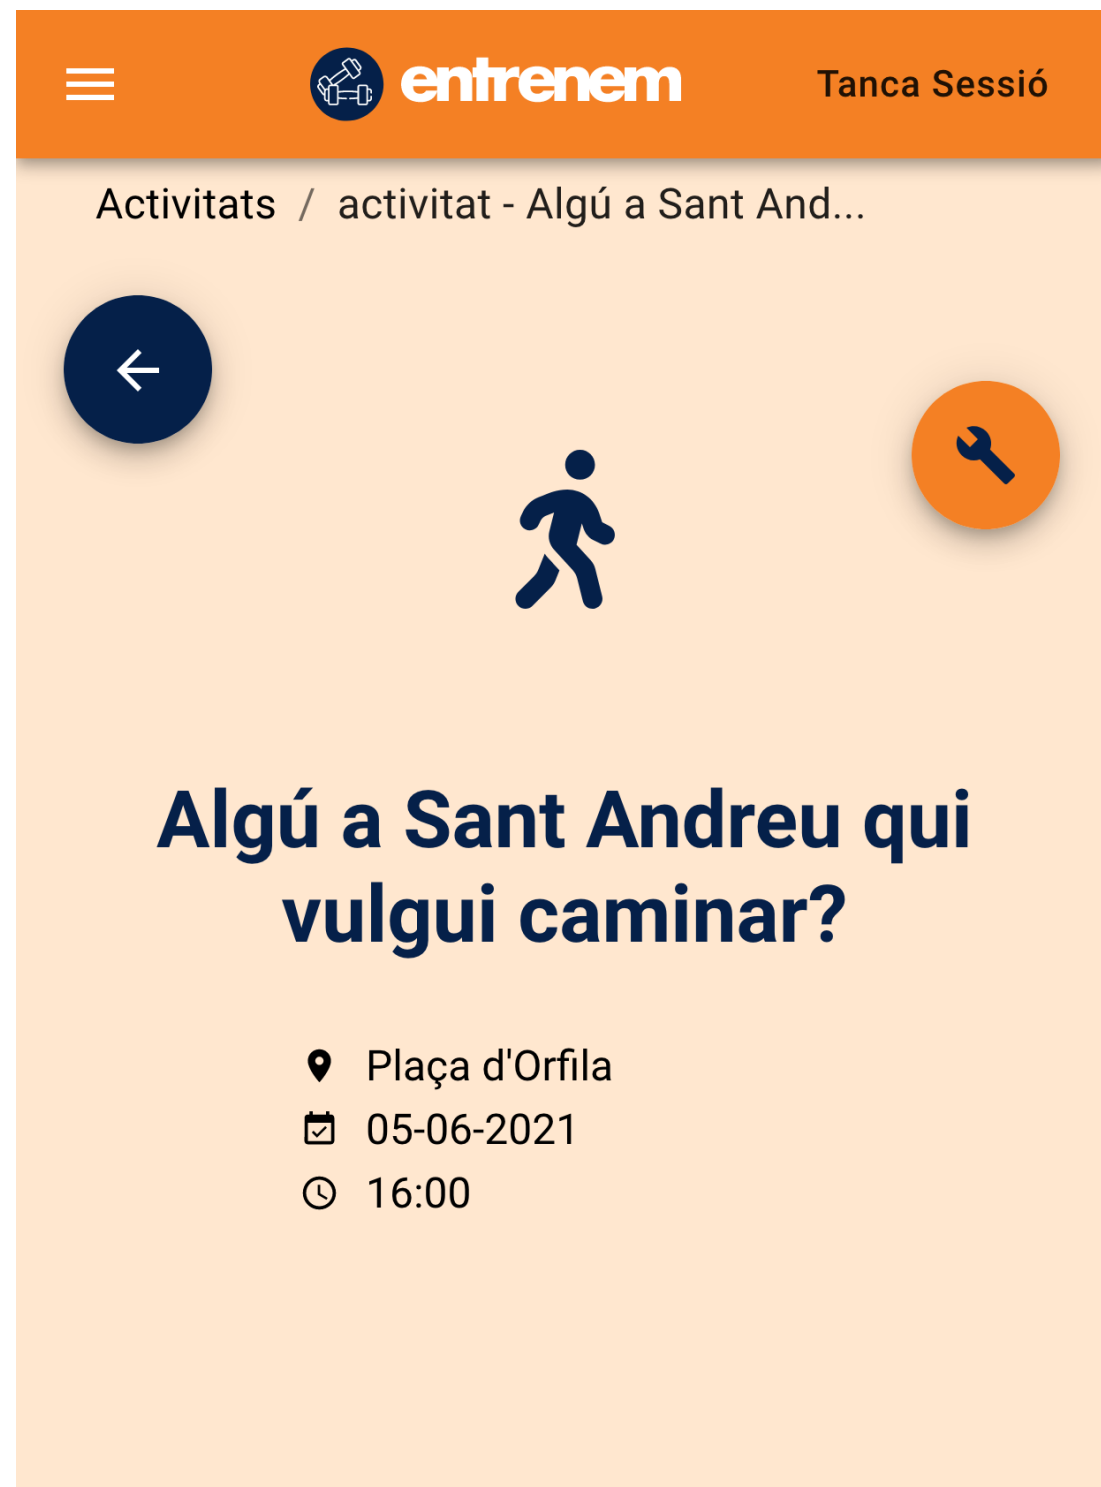 entrenem
Tanca Sessió
Activitats / activitat - Algú a Sant And...
Algú a Sant Andreu qui
vulgui caminar?
Plaça d'Orfila
05-06-2021
16:00